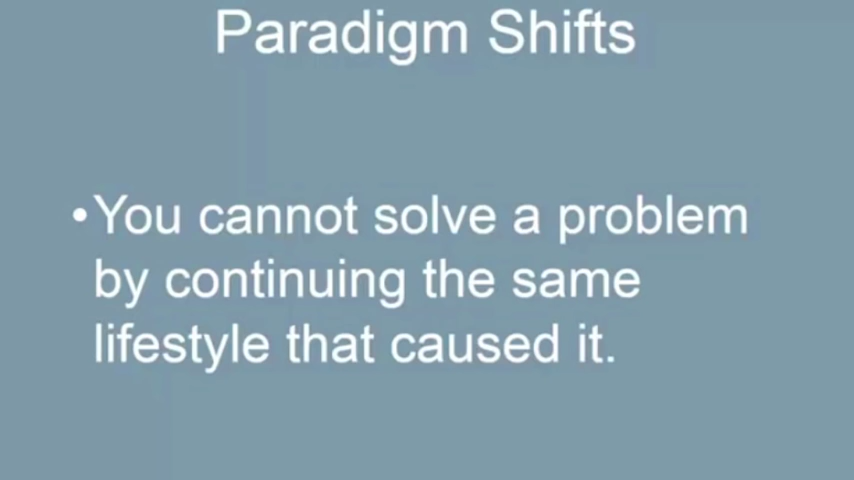 Paradigm Shifts
•You cannot solve a problem
by continuing the same
lifestyle that caused it.